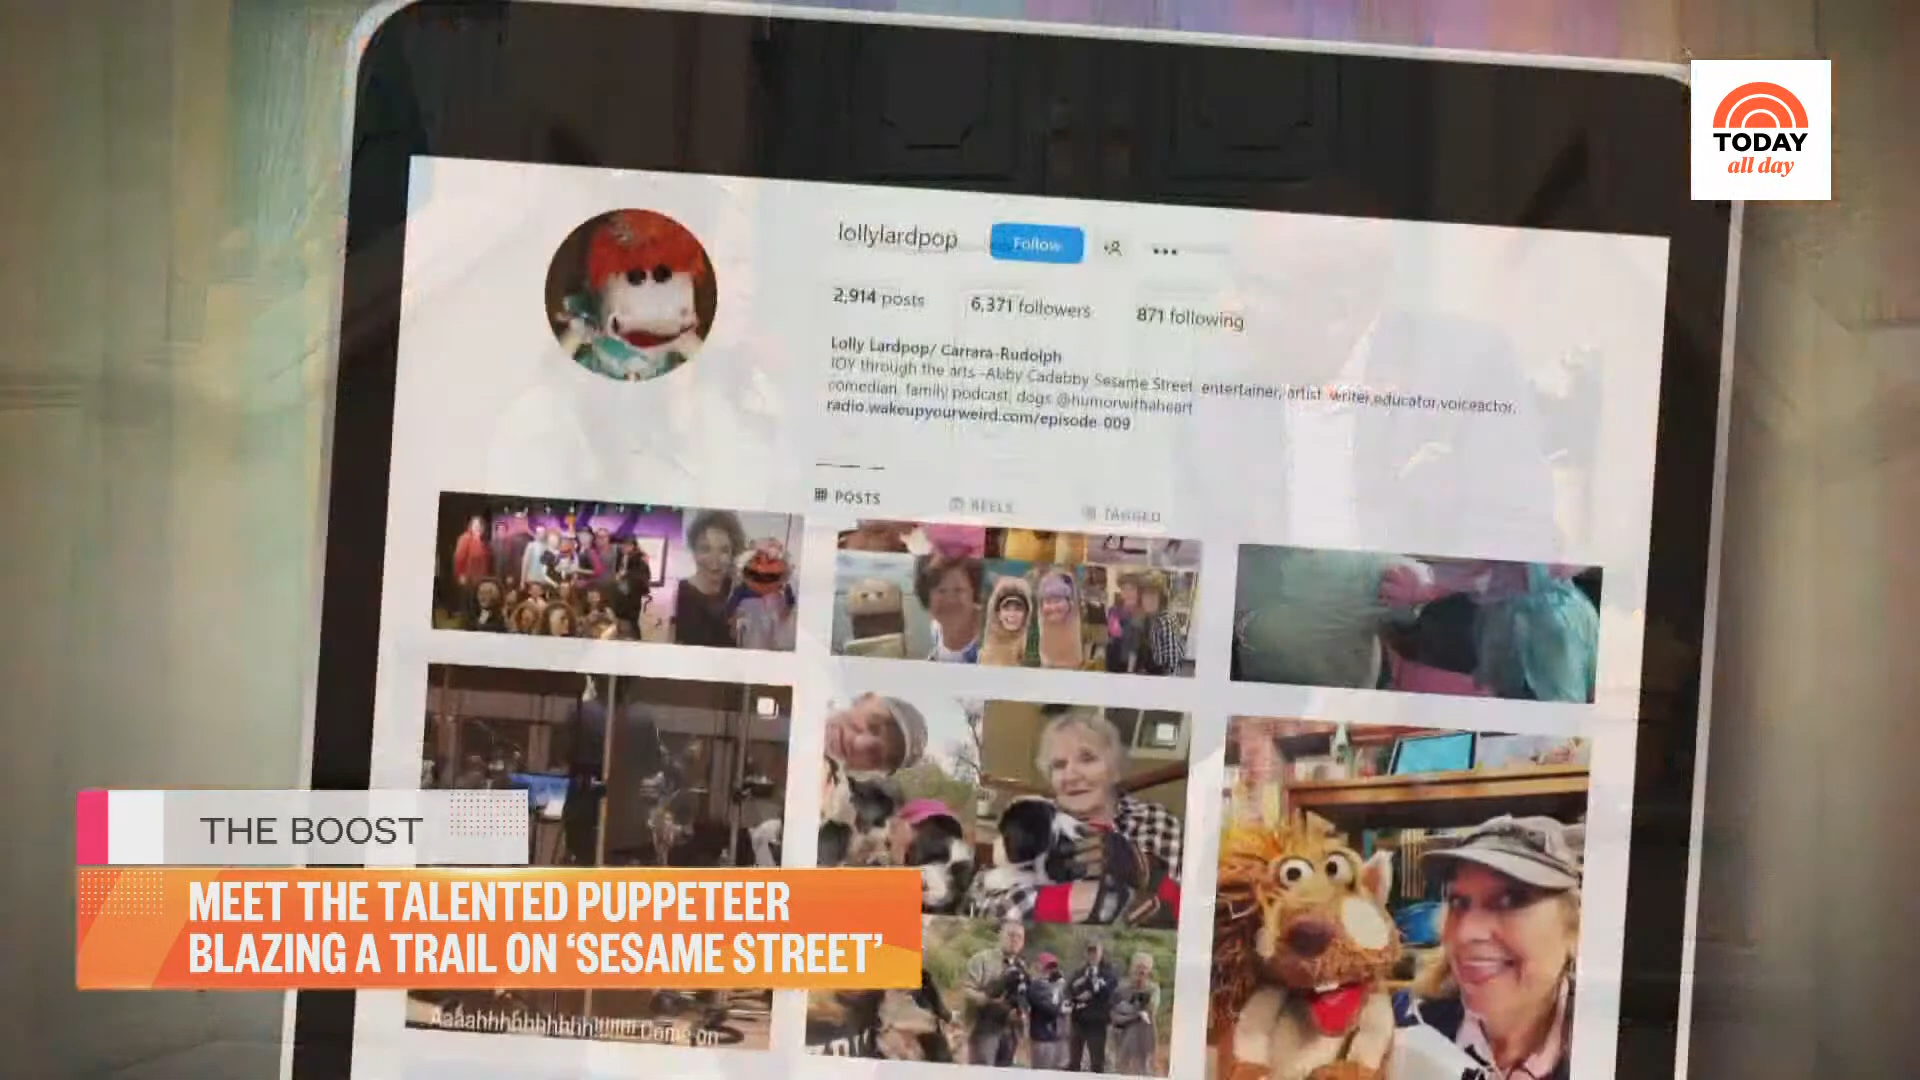 TODAY
all day
lollylardpop Follow
2,914 posts 6,371 followers 871 following
Lolly Lardpop/ Carrara-Rudolph
JOY through the arts -Abby Cadabby Sesame Street, entertainer, artist, writer,educator,voiceactor,
comedian, family podcast, dogs @humorwithaheart
radio.wakeupyourweird.com/episode-009
POSTS REELS TAGGED
THE BOOST
MEET THE TALENTED PUPPETEER
BLAZING A TRAIL ON ‘SESAME STREET’
Come on